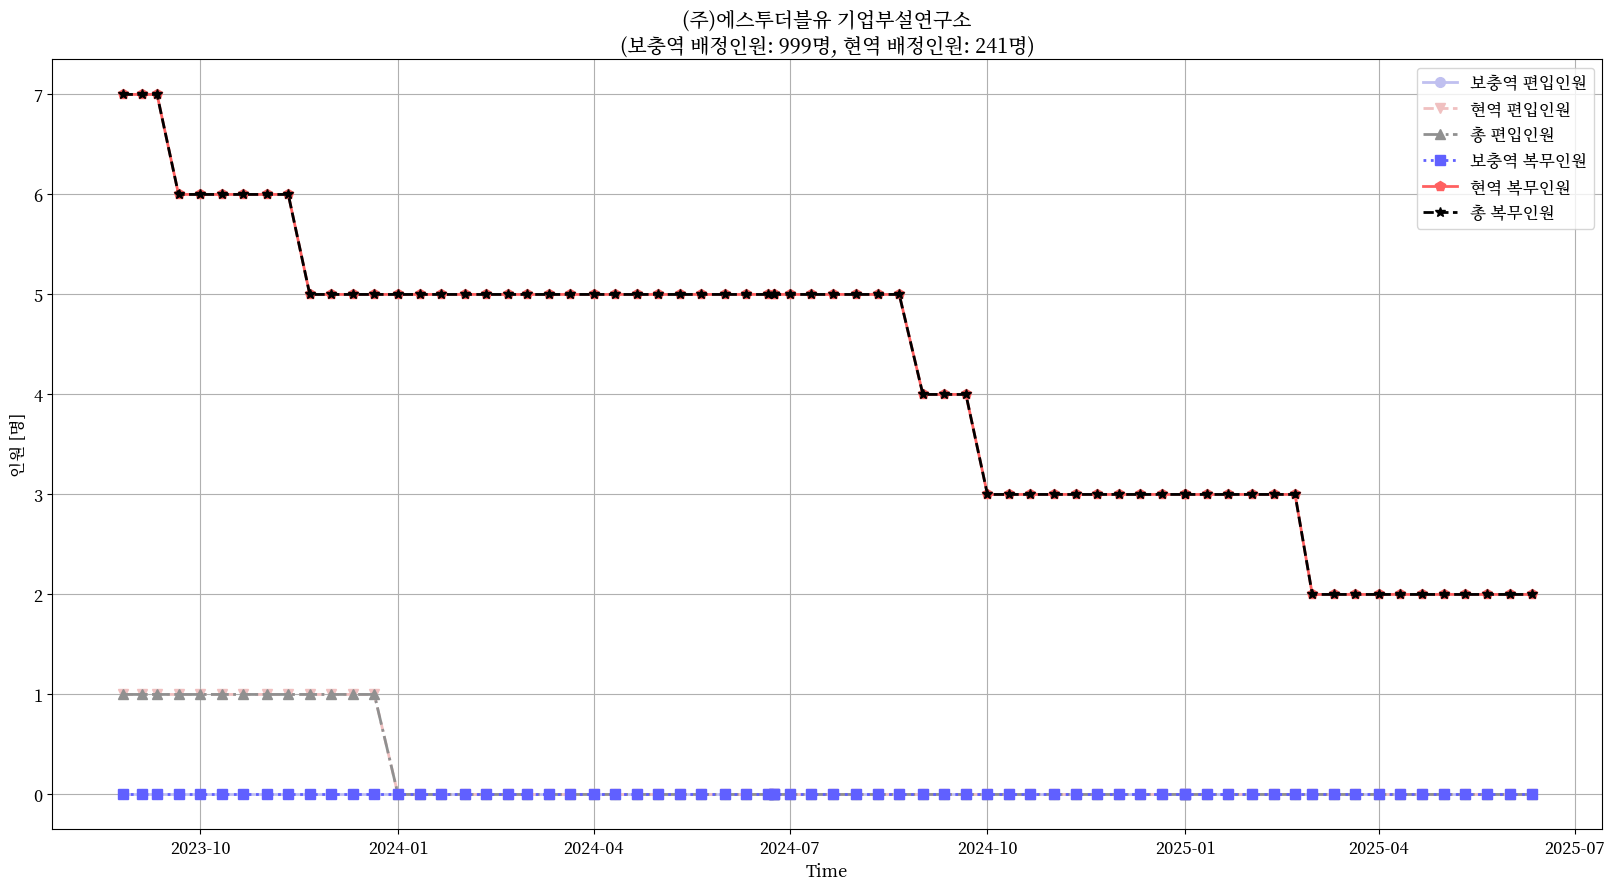 (주)에스투더블유 기업부설연구소
(보충역 배정인원: 999명, 현역 배정인원: 241명)
보충역 편입인원
현역 편입인원
총 편입인원
보충역 복무인원
현역 복무인원
총 복무인원
인원 [명]
7
6
5
4
3
2
1
0
2023-10
2024-01
2024-04
2024-07
2024-10
2025-01
2025-04
2025-07
Time